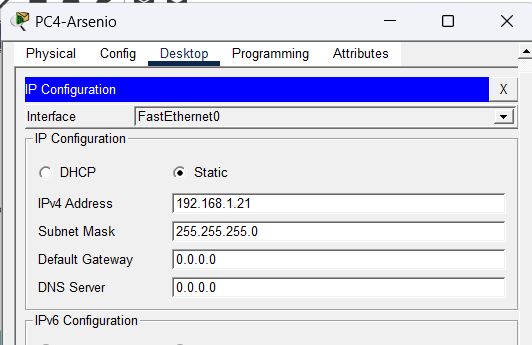 PC4-Arsenio
Physical Config Desktop Programming Attributes
IP Configuration X
Interface FastEthernet0
IP Configuration
DHCP Static
IPv4 Address 192.168.1.21
Subnet Mask 255.255.255.0
Default Gateway 0.0.0.0
DNS Server 0.0.0.0
IPv6 Configuration